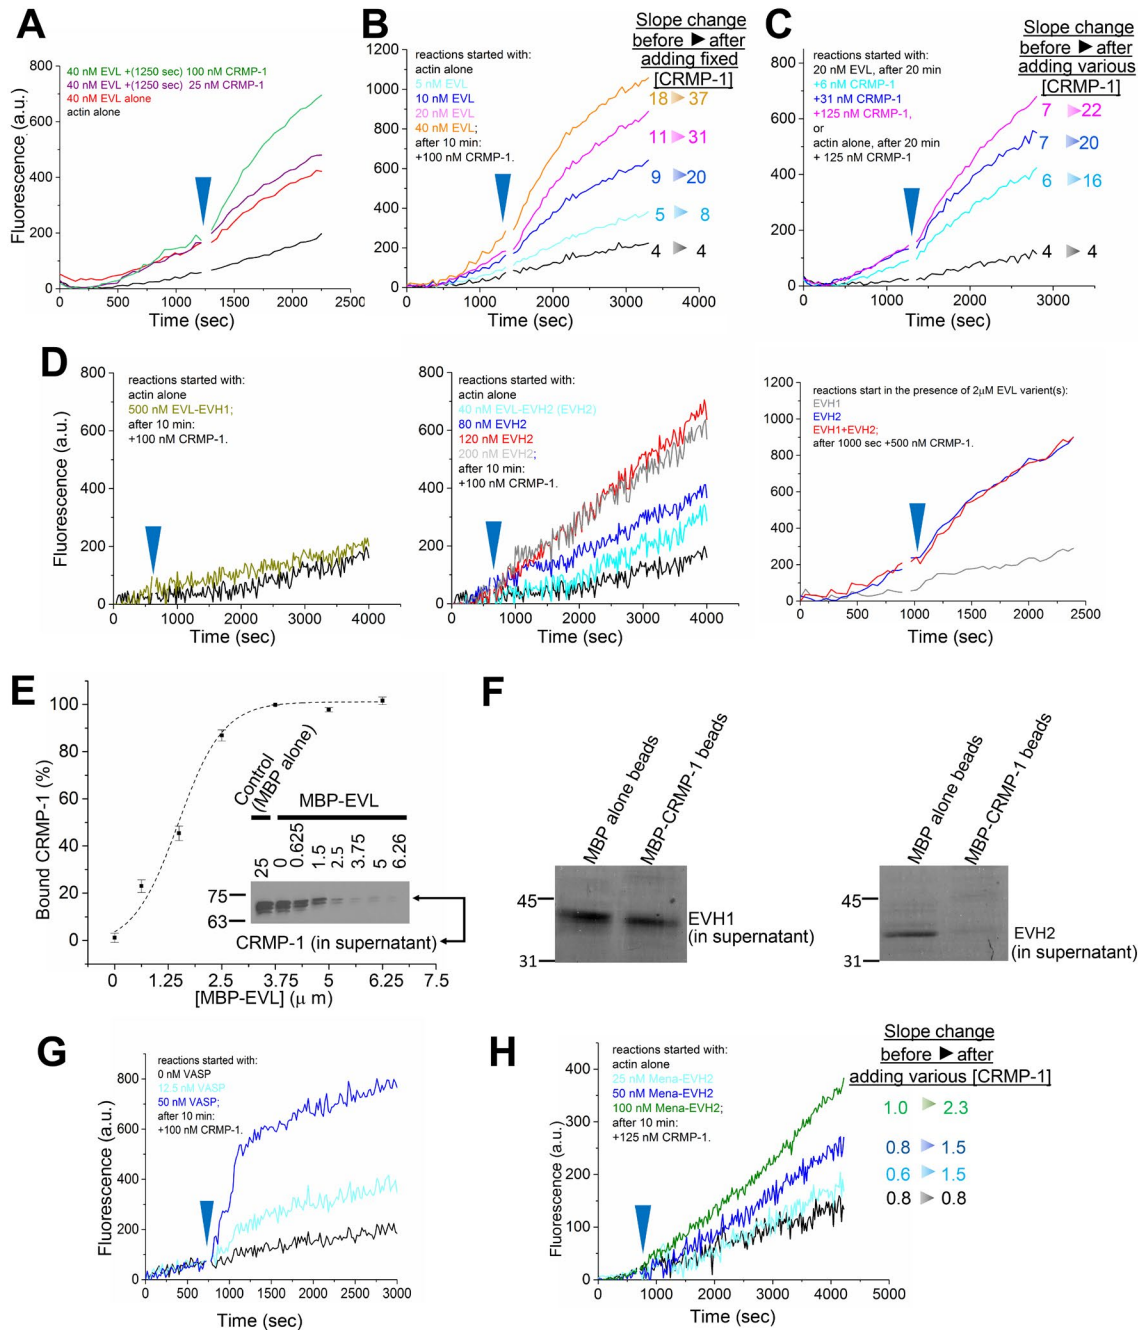 A
40 nM EVL +(1250 sec) 100 nM CRMP-1
40 nM EVL +(1250 sec) 25 nM CRMP-1
40 nM EVL alone
actin alone
Fluorescence (a.u.)
800
600
400
200
0
0 500 1000 1500 2000 2500
Time (sec)
B
reactions started with:
actin alone
5 nM EVL
10 nM EVL
20 nM EVL
40 nM EVL;
after 10 min:
+100 nM CRMP-1.
1200
1000
800
600
400
200
0
0 1000 2000 3000 4000
Time (sec)
Slope change
before ► after
adding fixed
[CRMP-1]
18 37
11 31
9 20
5 8
4 4
C
reactions started with:
20 nM EVL, after 20 min
+6 nM CRMP-1
+31 nM CRMP-1
+125 nM CRMP-1,
or
actin alone, after 20 min
+ 125 nM CRMP-1
800
600
400
200
0
0 1000 2000 3000
Time (sec)
Slope change
before ► after
adding various
[CRMP-1]
7 22
7 20
6 16
4 4
D
reactions started with:
actin alone
500 nM EVL-EVH1;
after 10 min:
+100 nM CRMP-1.
Fluorescence (a.u.)
800
600
400
200
0
0 1000 2000 3000 4000
Time (sec)
reactions started with:
actin alone
40 nM EVL-EVH2 (EVH2)
80 nM EVH2
120 nM EVH2
200 nM EVH2;
after 10 min:
+100 nM CRMP-1.
800
600
400
200
0
0 1000 2000 3000 4000
Time (sec)
reactions start in the presence of 2μM EVL varient(s):
EVH1
EVH2
EVH1+EVH2;
after 1000 sec +500 nM CRMP-1.
1200
1000
800
600
400
200
0
0 500 1000 1500 2000 2500
Time (sec)
E
Bound CRMP-1 (%)
100
80
60
40
20
0
0 1.25 2.5 3.75 5 6.25 7.5
[MBP-EVL] (μ m)
Control
(MBP alone)
MBP-EVL
25 0 0.625 1.5 2.5 3.75 5 6.26
75
63
CRMP-1 (in supernatant)
F
MBP alone beads
MBP-CRMP-1 beads
45
31
EVH1
(in supernatant)
MBP alone beads
MBP-CRMP-1 beads
45
31
EVH2
(in supernatant)
G
reactions started with:
0 nM VASP
12.5 nM VASP
50 nM VASP;
after 10 min:
+100 nM CRMP-1.
Fluorescence (a.u.)
800
600
400
200
0
0 500 1000 1500 2000 2500 3000
Time (sec)
H
reactions started with:
actin alone
25 nM Mena-EVH2
50 nM Mena-EVH2
100 nM Mena-EVH2;
after 10 min:
+125 nM CRMP-1.
Fluorescence (a.u.)
400
300
200
100
0
0 1000 2000 3000 4000 5000
Time (sec)
Slope change
before ► after
adding various [CRMP-1]
1.0 2.3
0.8 1.5
0.6 1.5
0.8 0.8